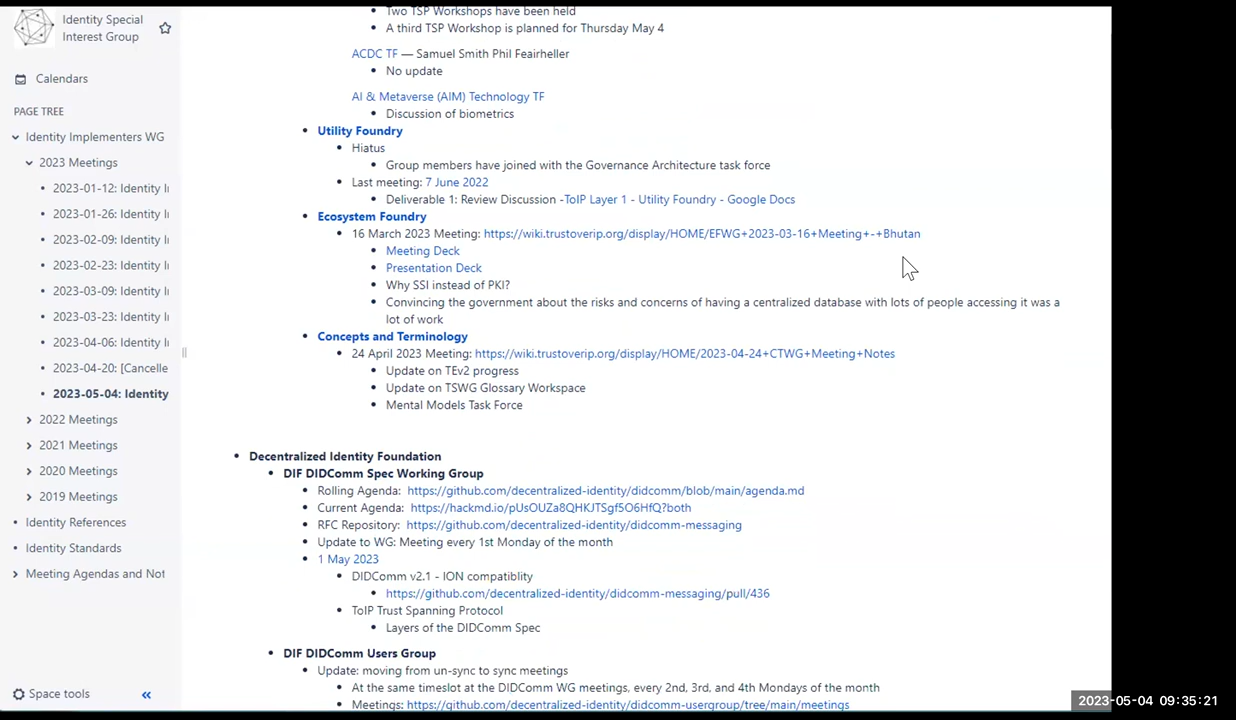 Identity Special
Interest Group
Calendars
PAGE TREE
Identity Implementers WG
2023 Meetings
2023-01-12: Identity I
2023-01-26: Identity I
2023-02-09: Identity I
2023-02-23: Identity I
2023-03-09: Identity I
2023-03-23: Identity I
2023-04-06: Identity I
2023-04-20: [Cancelle
2023-05-04: Identity
2022 Meetings
2021 Meetings
2020 Meetings
2019 Meetings
Identity References
Identity Standards
Meeting Agendas and Not
Space tools
Two TSP Workshops have been held
A third TSP Workshop is planned for Thursday May 4
ACDC TF — Samuel Smith Phil Feairheller
No update
AI & Metaverse (AIM) Technology TF
Discussion of biometrics
Utility Foundry
Hiatus
Group members have joined with the Governance Architecture task force
Last meeting: 7 June 2022
Deliverable 1: Review Discussion -ToIP Layer 1 - Utility Foundry - Google Docs
Ecosystem Foundry
16 March 2023 Meeting: https://wiki.trustoverip.org/display/HOME/EFWG+2023-03-16+Meeting+-+Bhutan
Meeting Deck
Presentation Deck
Why SSI instead of PKI?
Convincing the government about the risks and concerns of having a centralized database with lots of people accessing it was a
lot of work
Concepts and Terminology
24 April 2023 Meeting: https://wiki.trustoverip.org/display/HOME/2023-04-24+CTWG+Meeting+Notes
Update on TEv2 progress
Update on TSWG Glossary Workspace
Mental Models Task Force
Decentralized Identity Foundation
DIF DIDComm Spec Working Group
Rolling Agenda: https://github.com/decentralized-identity/didcomm/blob/main/agenda.md
Current Agenda: https://hackmd.io/pUsOUZa8QHKJTSgf5O6HfQ?both
RFC Repository: https://github.com/decentralized-identity/didcomm-messaging
Update to WG: Meeting every 1st Monday of the month
1 May 2023
DIDComm v2.1 - ION compatiblity
https://github.com/decentralized-identity/didcomm-messaging/pull/436
ToIP Trust Spanning Protocol
Layers of the DIDComm Spec
DIF DIDComm Users Group
Update: moving from un-sync to sync meetings
At the same timeslot at the DIDComm WG meetings, every 2nd, 3rd, and 4th Mondays of the month
Meetings: https://github.com/decentralized-identity/didcomm-usergroup/tree/main/meetings
2023-05-04 09:35:21